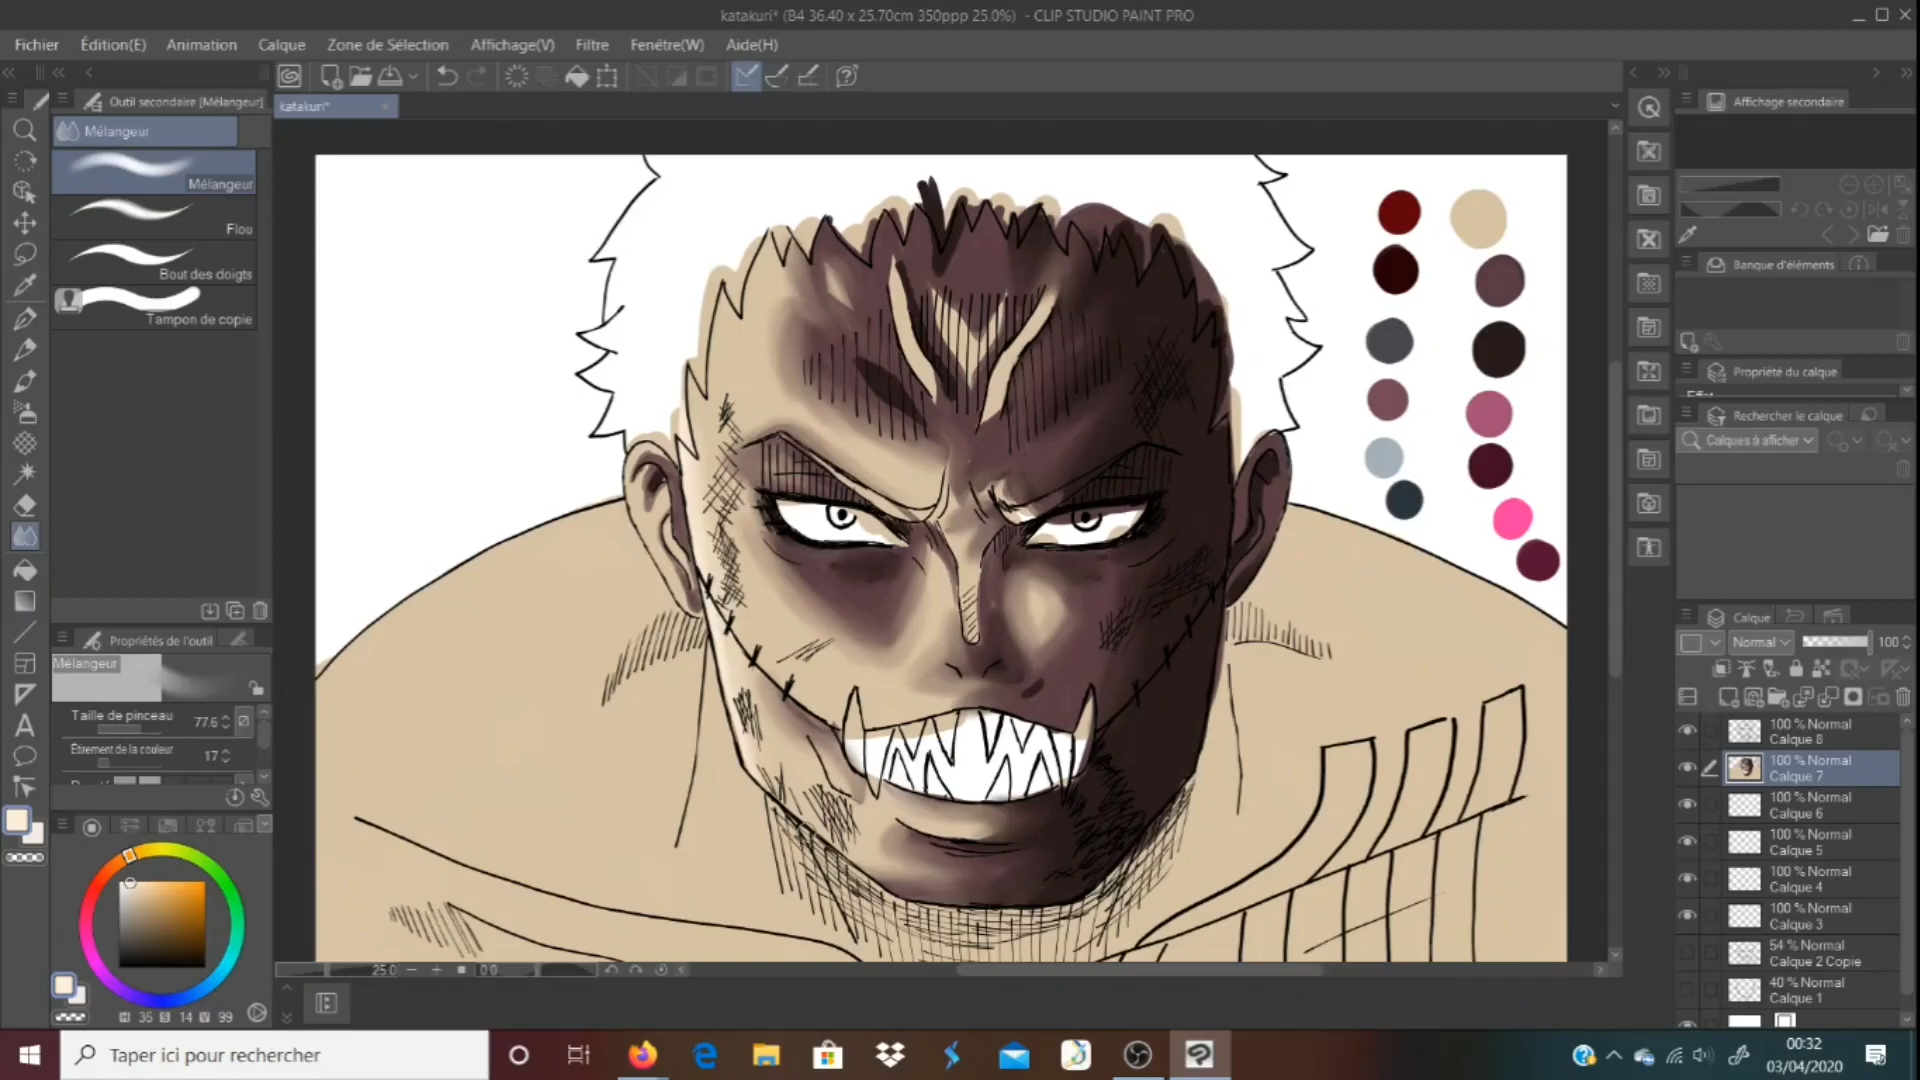 katakuri* (B4 36.40 x 25.70cm 350ppp 25.0%) - CLIP STUDIO PAINT PRO
Fichier Édition(E) Animation Calque Zone de Sélection Affichage(V) Filtre Fenêtre(W) Aide(H)
Outil secondaire [Mélangeur]
katakuri*
Affichage secondaire
Mélangeur
Mélangeur
Flou
Bout des doigts
Tampon de copie
Banque d'éléments
Propriété du calque
Rechercher le calque
Calques à afficher
Calque
Normal 100
Propriétés de l'outil
Mélangeur
Taille de pinceau 77.6
Étirement de la couleur 17
100 % Normal
Calque 8
100 % Normal
Calque 7
100 % Normal
Calque 6
100 % Normal
Calque 5
100 % Normal
Calque 4
100 % Normal
Calque 3
54 % Normal
Calque 2 Copie
40 % Normal
Calque 1
25.0 0.0
H 35 S 14 V 99
Taper ici pour rechercher
00:32
03/04/2020